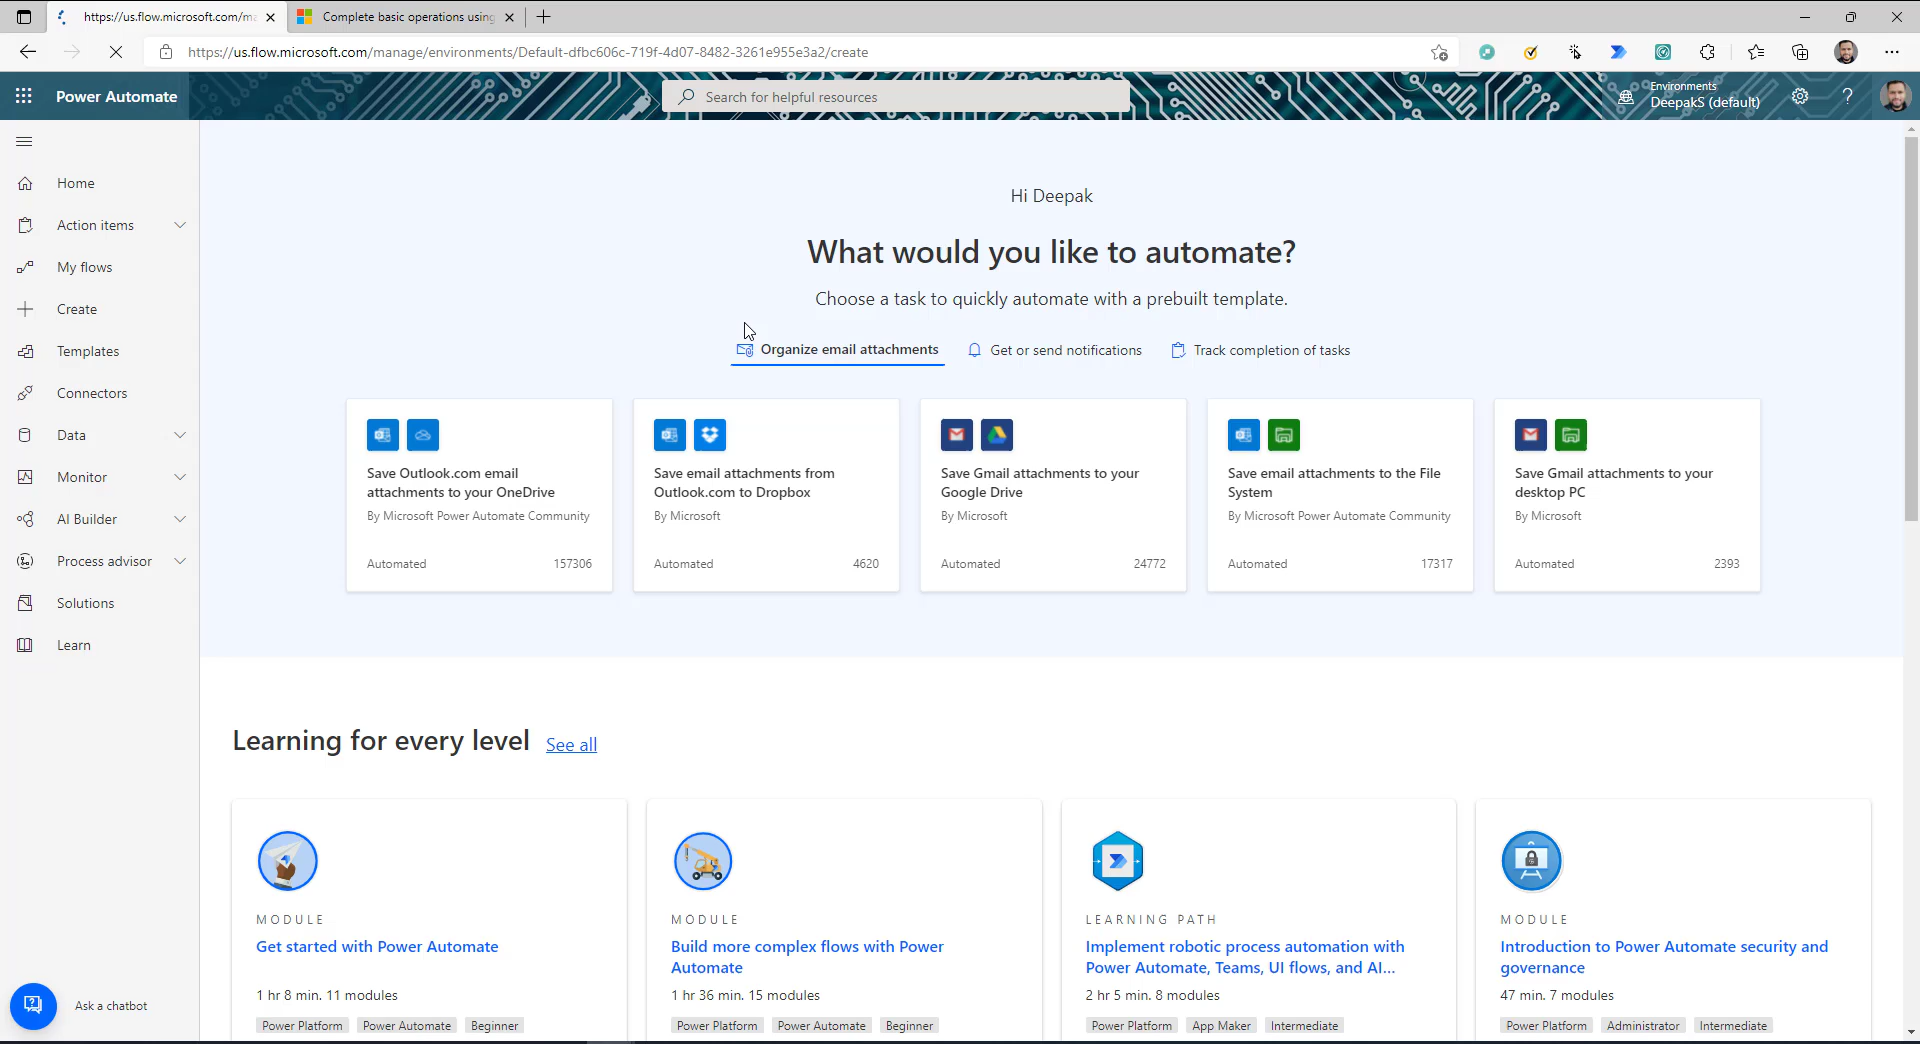 https://us.flow.microsoft.com/ma
Complete basic operations using
https://us.flow.microsoft.com/manage/environments/Default-dfbc606c-719f-4d07-8482-3261e955e3a2/create
Power Automate
Search for helpful resources
Environments
DeepakS (default)
Home
Action items
My flows
Create
Templates
Connectors
Data
Monitor
AI Builder
Process advisor
Solutions
Learn
Ask a chatbot
Hi Deepak
What would you like to automate?
Choose a task to quickly automate with a prebuilt template.
Organize email attachments
Get or send notifications
Track completion of tasks
Save Outlook.com email
attachments to your OneDrive
By Microsoft Power Automate Community
Automated 157306
Save email attachments from
Outlook.com to Dropbox
By Microsoft
Automated 4620
Save Gmail attachments to your
Google Drive
By Microsoft
Automated 24772
Save email attachments to the File
System
By Microsoft Power Automate Community
Automated 17317
Save Gmail attachments to your
desktop PC
By Microsoft
Automated 2393
Learning for every level See all
MODULE
Get started with Power Automate
1 hr 8 min. 11 modules
Power Platform Power Automate Beginner
MODULE
Build more complex flows with Power
Automate
1 hr 36 min. 15 modules
Power Platform Power Automate Beginner
LEARNING PATH
Implement robotic process automation with
Power Automate, Teams, UI flows, and AI...
2 hr 5 min. 8 modules
Power Platform App Maker Intermediate
MODULE
Introduction to Power Automate security and
governance
47 min. 7 modules
Power Platform Administrator Intermediate